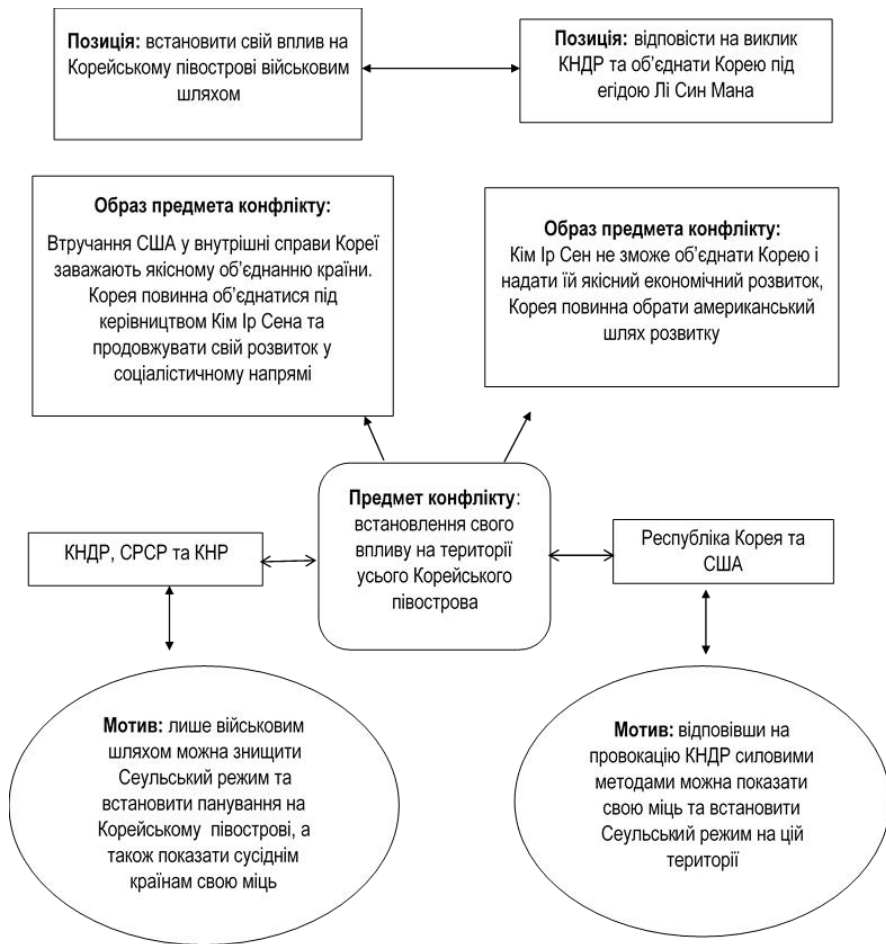 Позиція: встановити свій вплив на
Корейському півострові військовим
шляхом
Позиція: відповісти на виклик
КНДР та об’єднати Корею під
егідою Лі Син Мана
Образ предмета конфлікту:
Втручання США у внутрішні справи Кореї
заважають якісному об’єднанню країни.
Корея повинна об’єднатися під
керівництвом Кім Ір Сена та
продовжувати свій розвиток у
соціалістичному напрямі
Образ предмета конфлікту:
Кім Ір Сен не зможе об’єднати Корею і
надати їй якісний економічний розвиток,
Корея повинна обрати американський
шлях розвитку
КНДР, СРСР та КНР
Предмет конфлікту:
встановлення свого
впливу на території
усього Корейського
півострова
Республіка Корея та
США
Мотив: лише військовим
шляхом можна знищити
Сеульський режим та
встановити панування на
Корейському півострові, а
також показати сусіднім
країнам свою міць
Мотив: відповівши на
провокацію КНДР силовими
методами можна показати
свою міць та встановити
Сеульський режим на цій
території